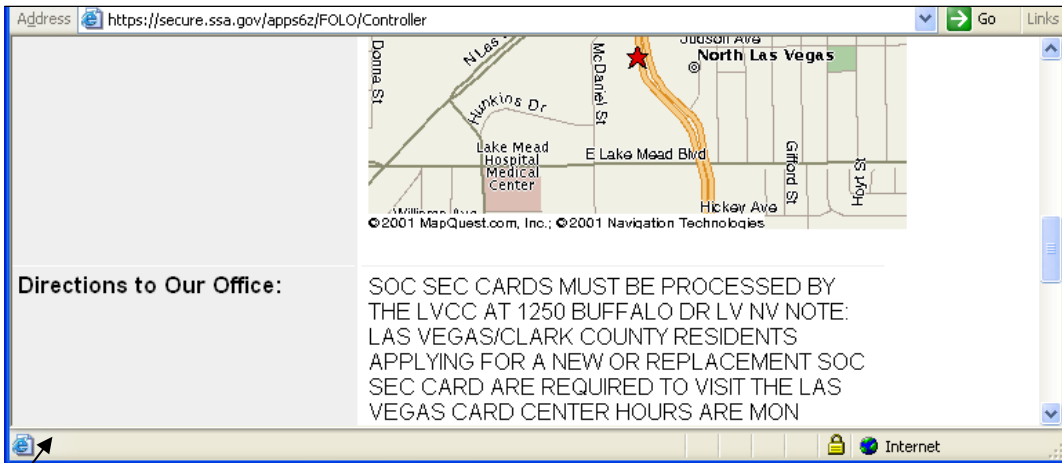 Address https://secure.ssa.gov/apps6z/FOLO/Controller Go Links
Judson Ave
North Las Vegas
N Las
Donna St
McDaniel St
Hunkins Dr
Lake Mead
Hospital
Medical
Center
E Lake Mead Blvd
Gifford St
Hoyt St
Hickey Ave
©2001 MapQuest.com, Inc.; ©2001 Navigation Technologies
Directions to Our Office:
SOC SEC CARDS MUST BE PROCESSED BY
THE LVCC AT 1250 BUFFALO DR LV NV NOTE:
LAS VEGAS/CLARK COUNTY RESIDENTS
APPLYING FOR A NEW OR REPLACEMENT SOC
SEC CARD ARE REQUIRED TO VISIT THE LAS
VEGAS CARD CENTER HOURS ARE MON
Internet